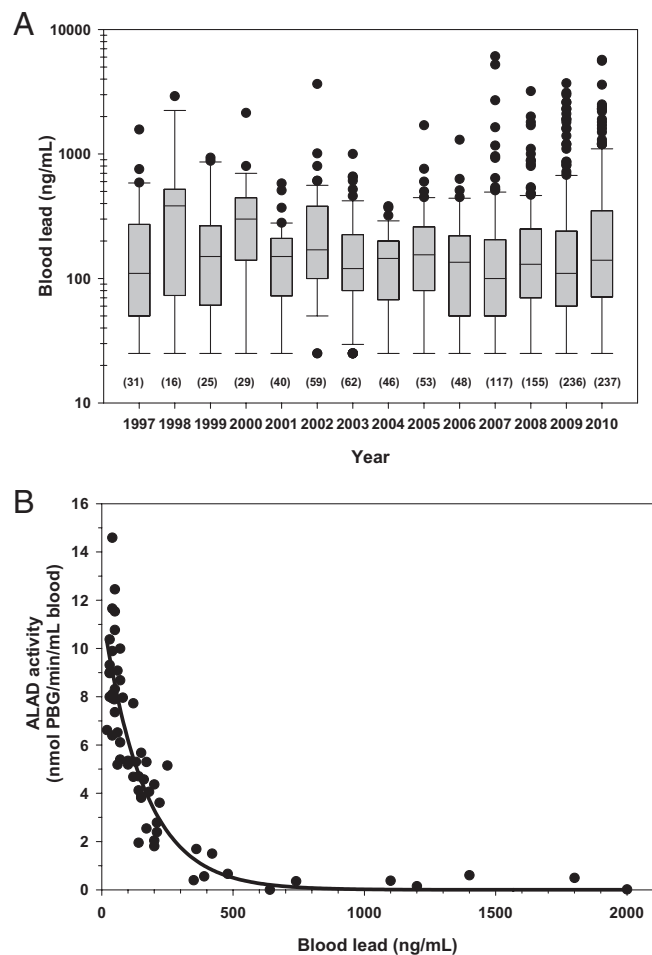 A
10000
1000
100
10
Blood lead (ng/mL)
(31) (16) (25) (29) (40) (59) (62) (46) (53) (48) (117) (155) (236) (237)
1997 1998 1999 2000 2001 2002 2003 2004 2005 2006 2007 2008 2009 2010
Year
B
16
14
12
10
8
6
4
2
0
ALAD activity
(nmol PBG/min/mL blood)
0 500 1000 1500 2000
Blood lead (ng/mL)